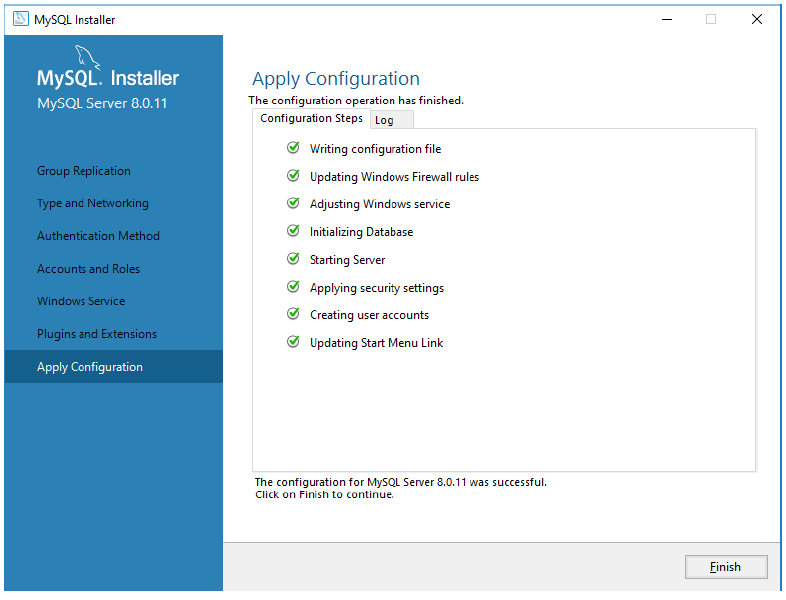 MySQL Installer
MySQL. Installer
MySQL Server 8.0.11
Group Replication
Type and Networking
Authentication Method
Accounts and Roles
Windows Service
Plugins and Extensions
Apply Configuration
Apply Configuration
The configuration operation has finished.
Configuration Steps Log
Writing configuration file
Updating Windows Firewall rules
Adjusting Windows service
Initializing Database
Starting Server
Applying security settings
Creating user accounts
Updating Start Menu Link
The configuration for MySQL Server 8.0.11 was successful.
Click on Finish to continue.
Finish